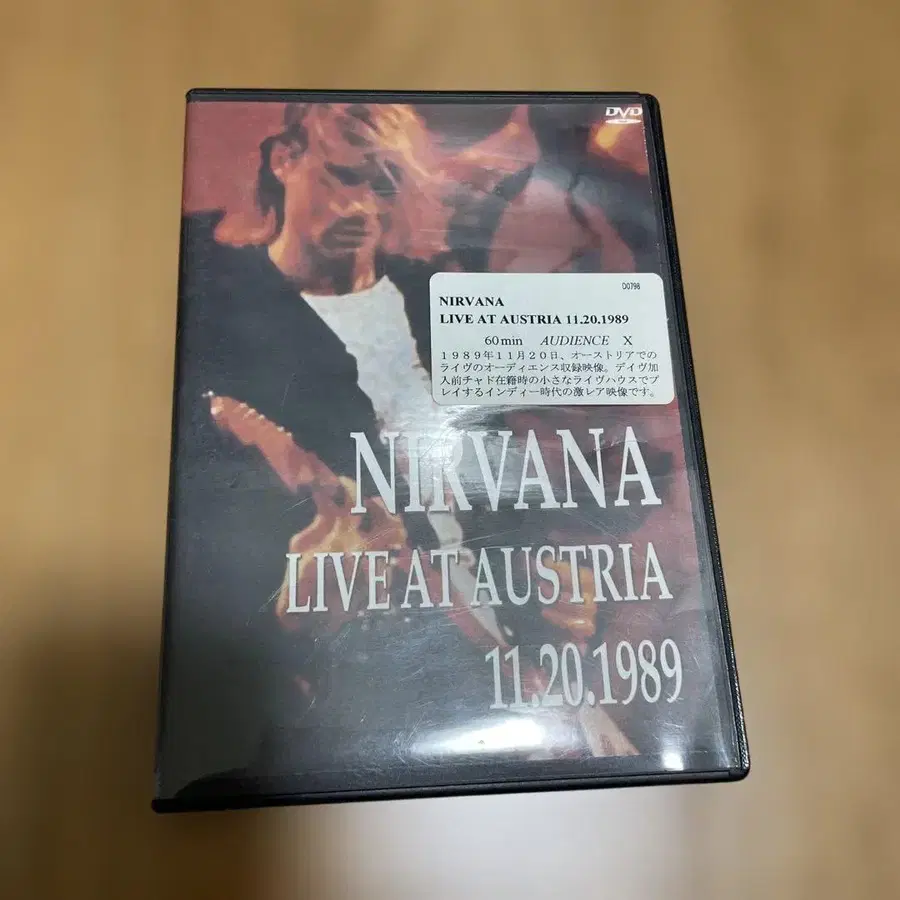 DVD
D0798
NIRVANA
LIVE AT AUSTRIA 11.20.1989
60min AUDIENCE X
1989年11月20日、オーストリアでの
ライヴのオーディエンス収録映像。デイヴ加
入前チャド在籍時の小さなライヴハウスでプ
レイするインディー時代の激レア映像です。
NIRVANA
LIVE AT AUSTRIA
11.20.1989